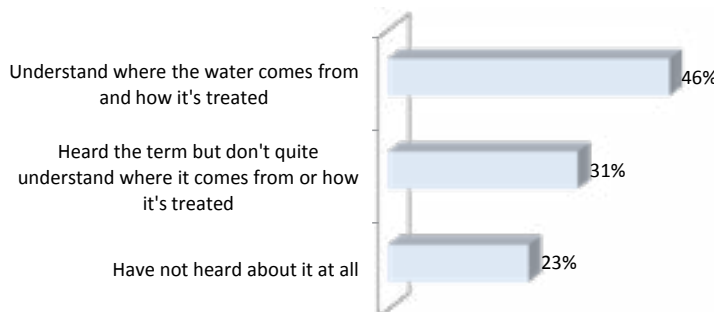 Understand where the water comes from
and how it's treated
46%
Heard the term but don't quite
understand where it comes from or how
it's treated
31%
Have not heard about it at all
23%